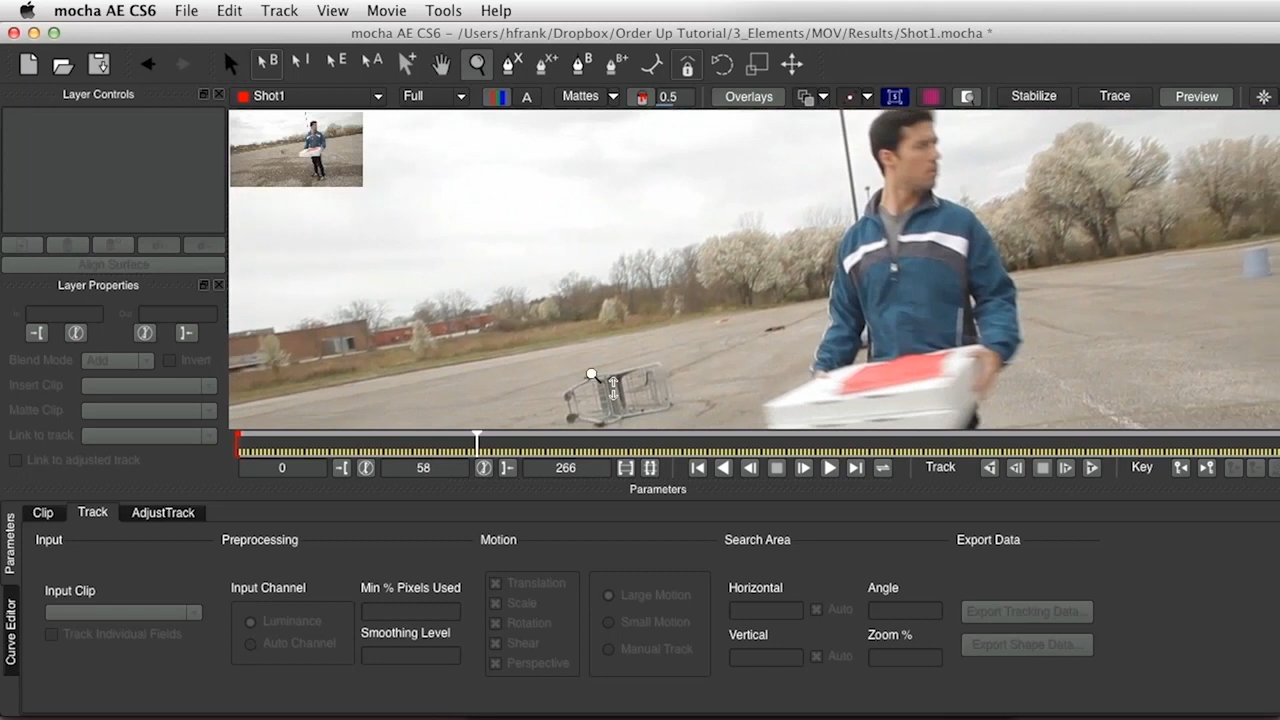 mocha AE CS6 File Edit Track View Movie Tools Help
mocha AE CS6 – /Users/hfrank/Dropbox/Order Up Tutorial/3_Elements/MOV/Results/Shot1.mocha *
B I E A X X+ B B+
Layer Controls
Shot1 Full A Mattes 0.5 Overlays Stabilize Trace Preview
Align Surface
Layer Properties
In Out
Blend Mode Add Invert
Insert Clip
Matte Clip
Link to track
Link to adjusted track
0 58 266 Track Key
Parameters
Parameters
Curve Editor
Clip Track AdjustTrack
Input Preprocessing Motion Search Area Export Data
Input Clip
Track Individual Fields
Input Channel
Luminance
Auto Channel
Min % Pixels Used
Smoothing Level
Translation
Scale
Rotation
Shear
Perspective
Large Motion
Small Motion
Manual Track
Horizontal
Auto
Vertical
Auto
Angle
Zoom %
Export Tracking Data...
Export Shape Data...